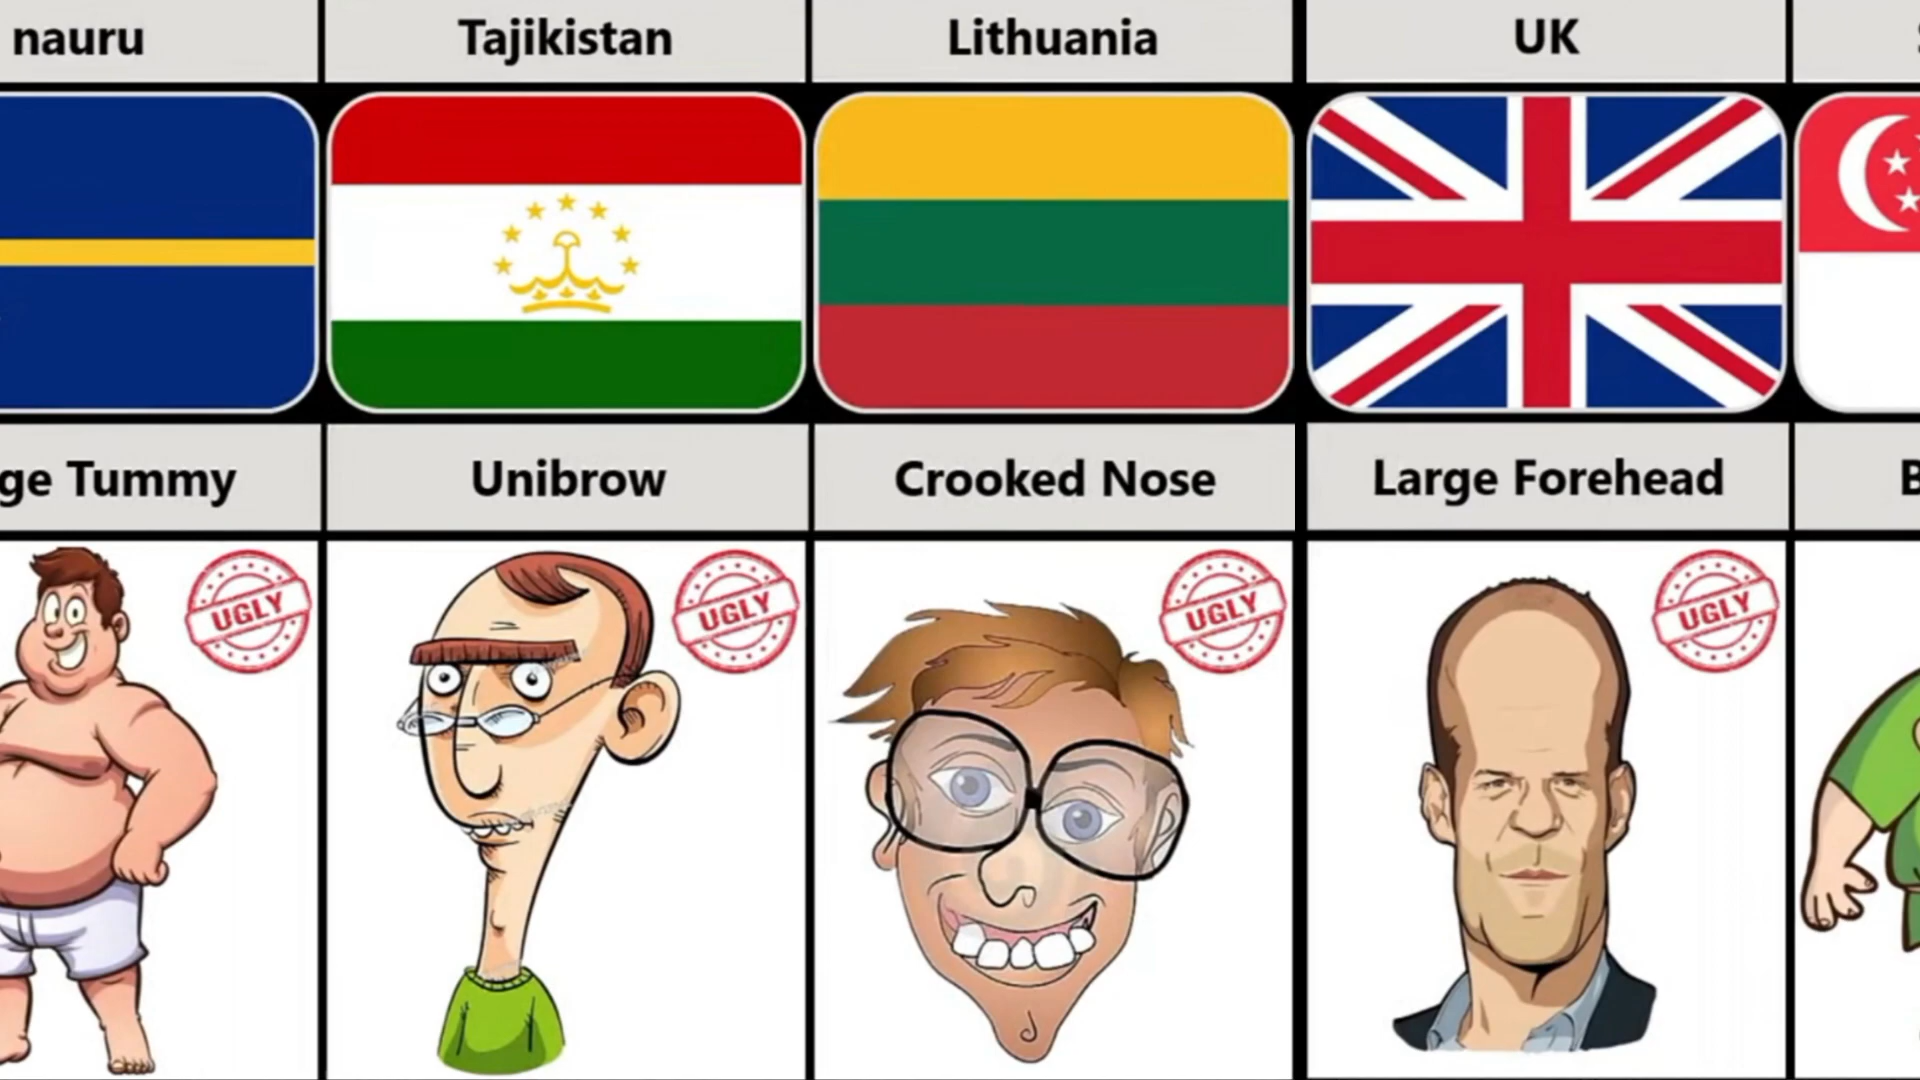 nauru
Tajikistan
Lithuania
UK
ge Tummy
Unibrow
Crooked Nose
Large Forehead
B
UGLY
UGLY
UGLY
UGLY